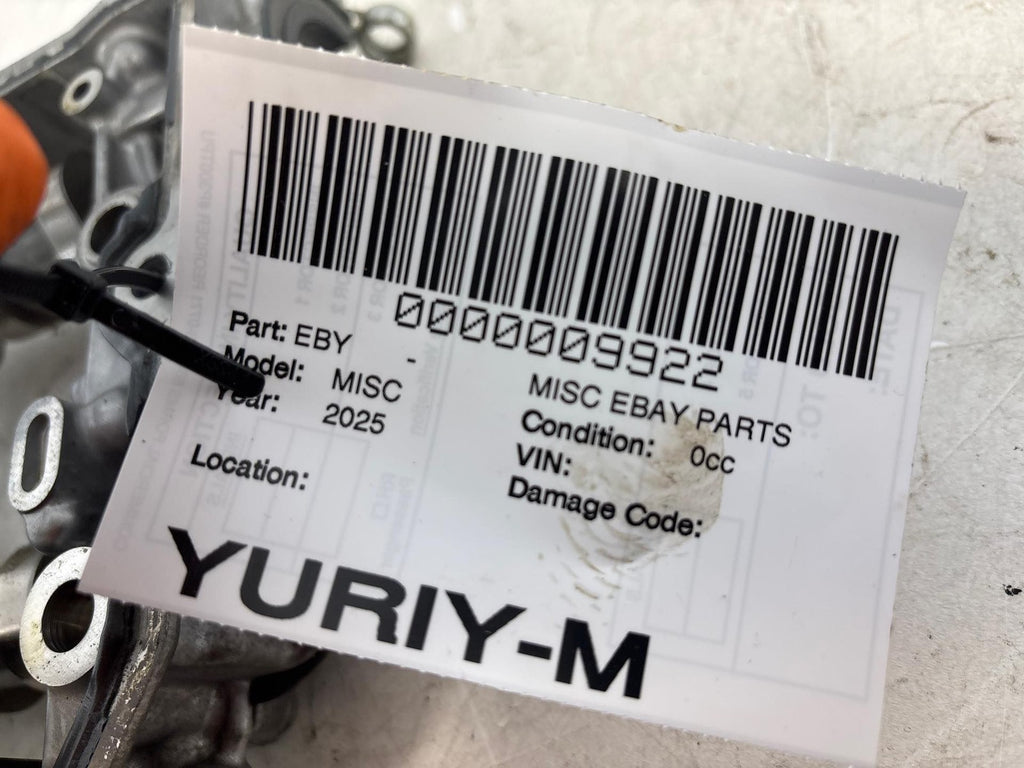 0000009922
Part: EBY -
Model: MISC MISC EBAY PARTS
Year: 2025 Condition: 0cc
VIN:
Location: Damage Code:
YURIY-M